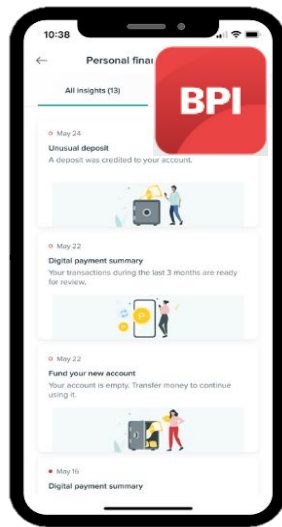 10:38
Personal finan
BPI
All insights (13)
May 24
Unusual deposit
A deposit was credited to your account.
May 22
Digital payment summary
Your transactions during the last 3 months are ready
for review.
May 22
Fund your new account
Your account is empty. Transfer money to continue
using it.
May 16
Digital payment summary